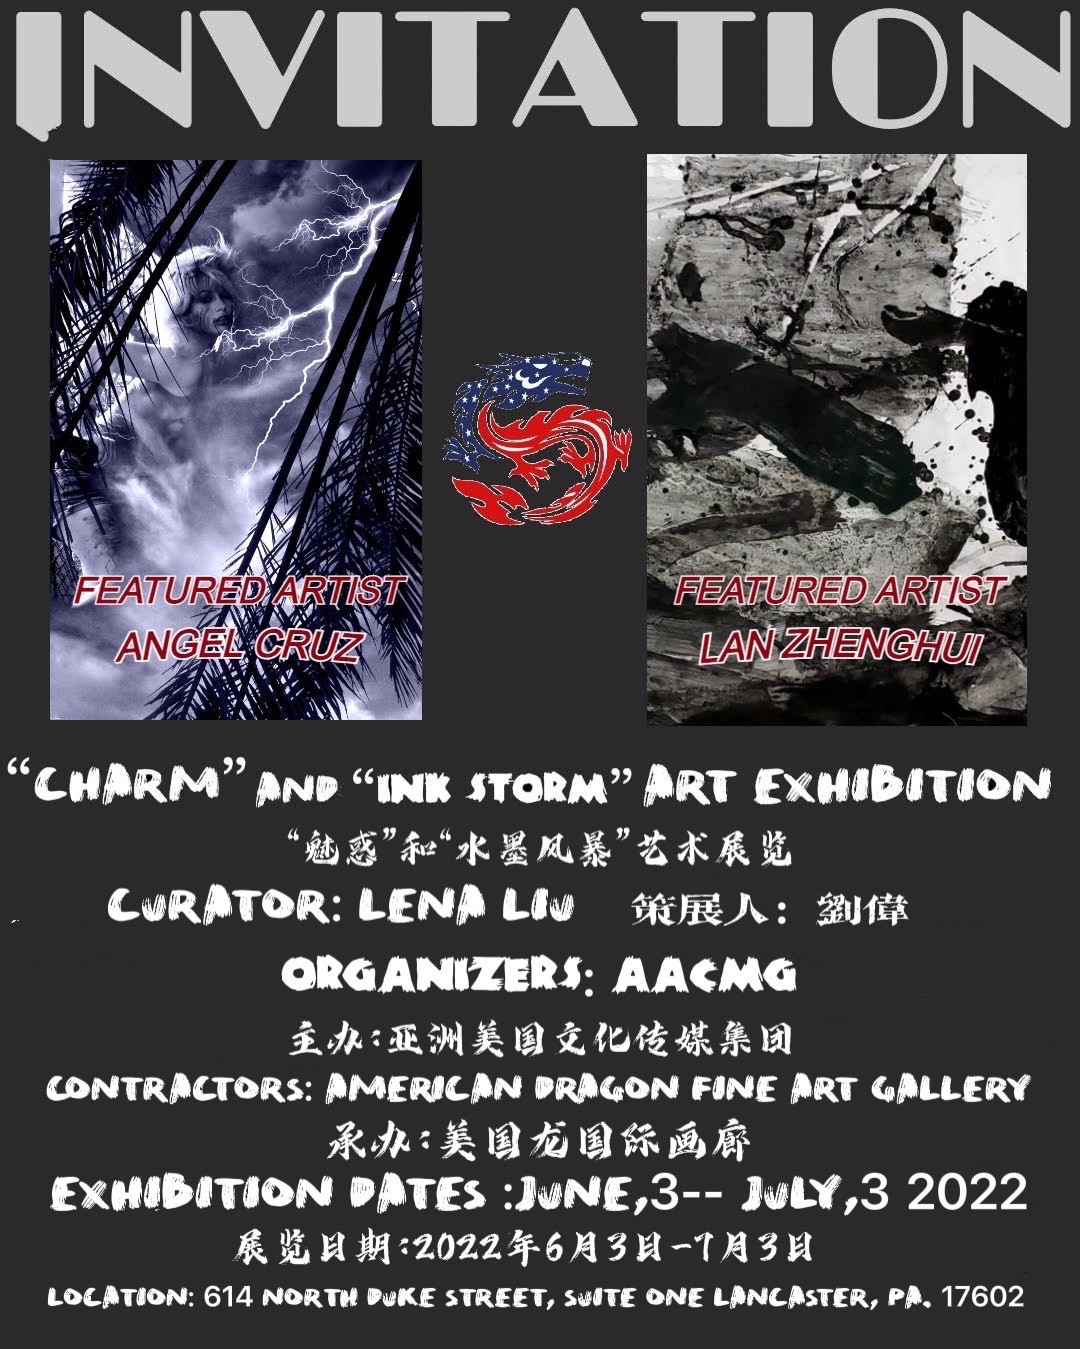 INVITATION
FEATURED ARTIST
ANGEL CRUZ
FEATURED ARTIST
LAN ZHENGHUI
“CHARM” AND “INK STORM” ART EXHIBITION
“魅惑”和“水墨风暴”艺术展览
CURATOR: LENA LIU 策展人: 劉偉
ORGANIZERS: AACMG
主办:亚洲美国文化传媒集团
CONTRACTORS: AMERICAN DRAGON FINE ART GALLERY
承办:美国龙国际画廊
EXHIBITION DATES :JUNE,3-- JULY,3 2022
展览日期:2022年6月3日-7月3日
LOCATION: 614 NORTH DUKE STREET, SUITE ONE LANCASTER, PA. 17602